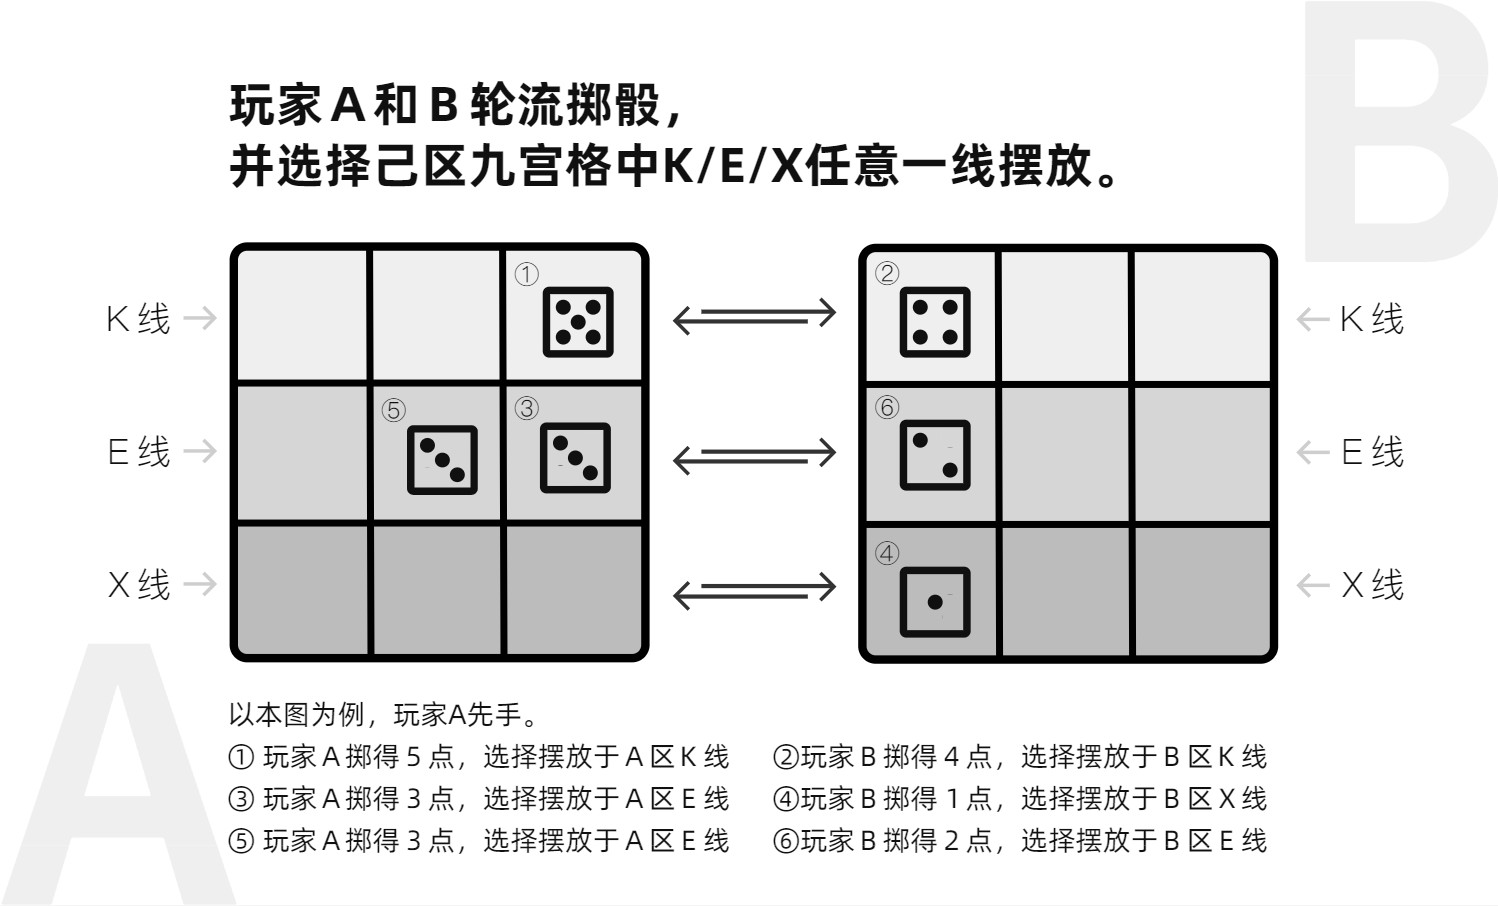 B
玩家A和B轮流掷骰，
并选择己区九宫格中K/E/X任意一线摆放。
① ②
K线 K线
⑤ ③ ⑥
E线 E线
④
X线 X线
A
以本图为例，玩家A先手。
① 玩家A掷得5点，选择摆放于A区K线 ②玩家B掷得4点，选择摆放于B区K线
③ 玩家A掷得3点，选择摆放于A区E线 ④玩家B掷得1点，选择摆放于B区X线
⑤ 玩家A掷得3点，选择摆放于A区E线 ⑥玩家B掷得2点，选择摆放于B区E线